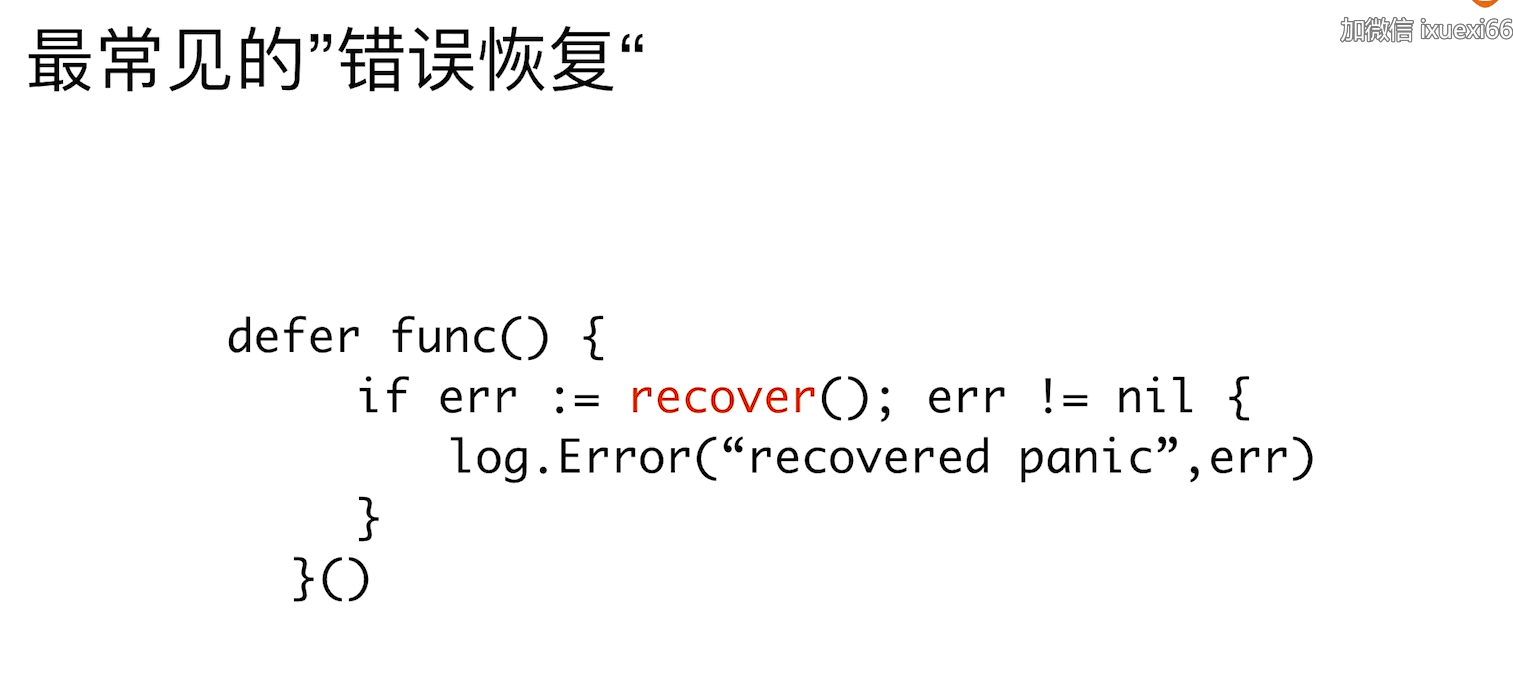 加微信 ixuexi66
最常见的”错误恢复“
defer func() {
if err := recover(); err != nil {
log.Error(“recovered panic”,err)
}
}()